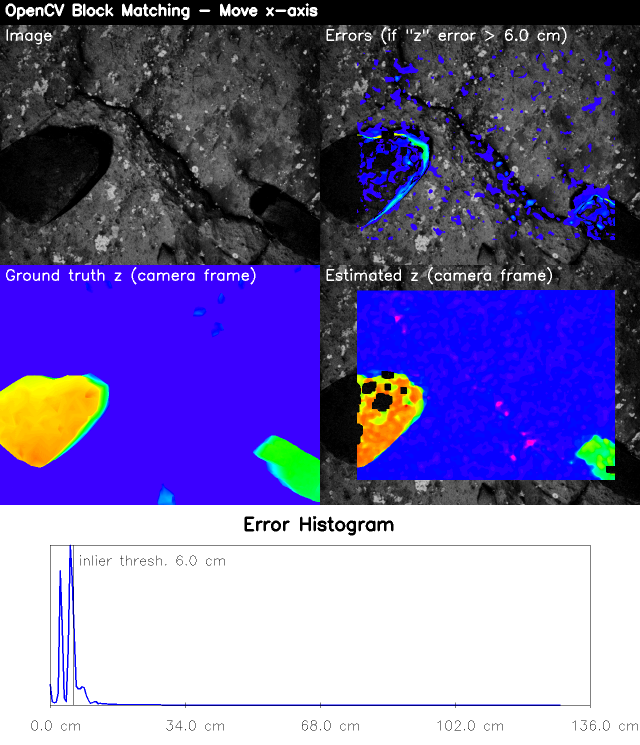 OpenCV Block Matching - Move x-axis
Image
Errors (if "z" error > 6.0 cm)
Ground truth z (camera frame)
Estimated z (camera frame)
Error Histogram
inlier thresh. 6.0 cm
0.0 cm 34.0 cm 68.0 cm 102.0 cm 136.0 cm